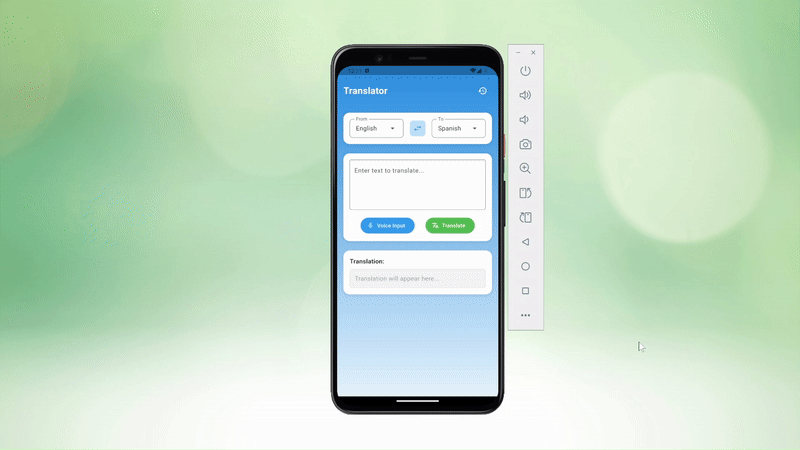 Translator
From
To
English
Spanish
Enter text to translate...
Voice Input
Translate
Translation:
Translation will appear here...